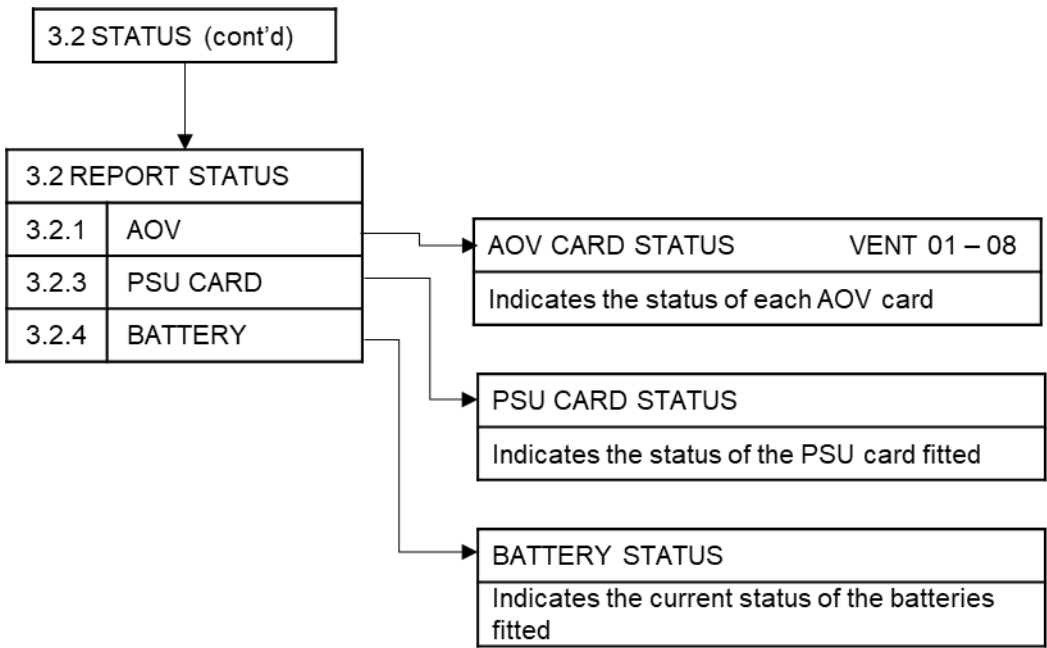 3.2 STATUS (cont’d)
3.2 REPORT STATUS
3.2.1 AOV
3.2.3 PSU CARD
3.2.4 BATTERY
AOV CARD STATUS VENT 01 – 08
Indicates the status of each AOV card
PSU CARD STATUS
Indicates the status of the PSU card fitted
BATTERY STATUS
Indicates the current status of the batteries
fitted